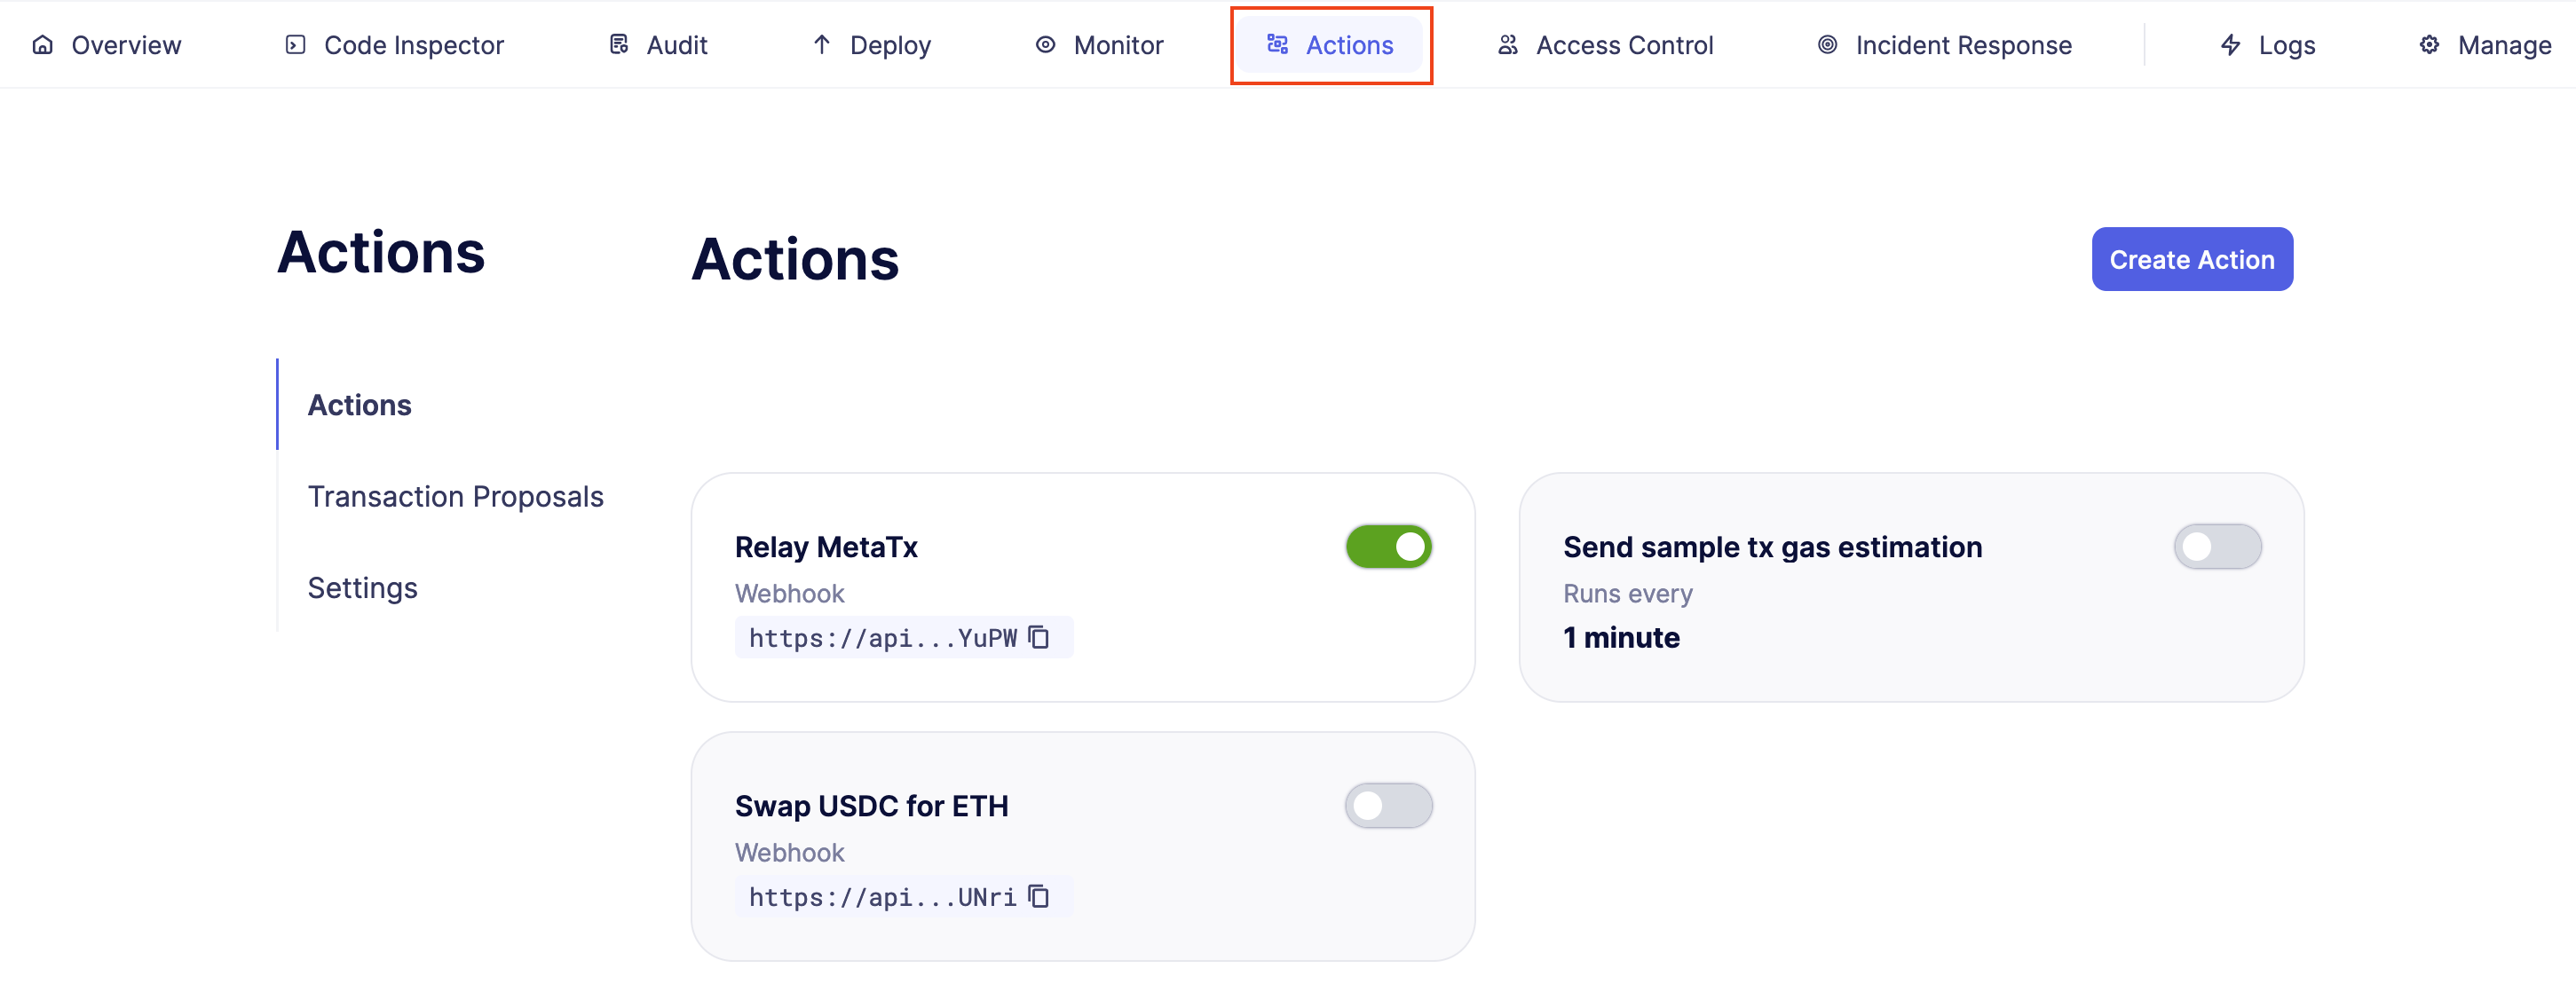 Overview Code Inspector Audit Deploy Monitor Actions Access Control Incident Response Logs Manage
Actions
Actions
Transaction Proposals
Settings
Actions
Create Action
Relay MetaTx
Webhook
https://api...YuPW
Send sample tx gas estimation
Runs every
1 minute
Swap USDC for ETH
Webhook
https://api...UNri